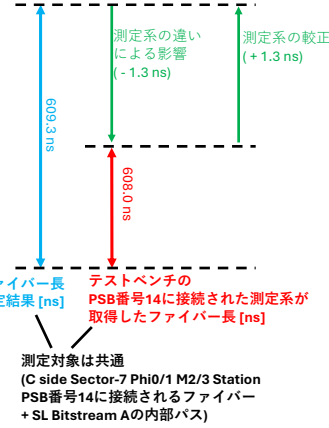 測定系の違い
による影響
( - 1.3 ns)
測定系の較正
( + 1.3 ns)
609.3 ns
608.0 ns
ァイバー長
定結果 [ns]
テストベンチの
PSB番号14に接続された測定系が
取得したファイバー長 [ns]
測定対象は共通
(C side Sector-7 Phi0/1 M2/3 Station
PSB番号14に接続されるファイバー
+ SL Bitstream Aの内部パス)